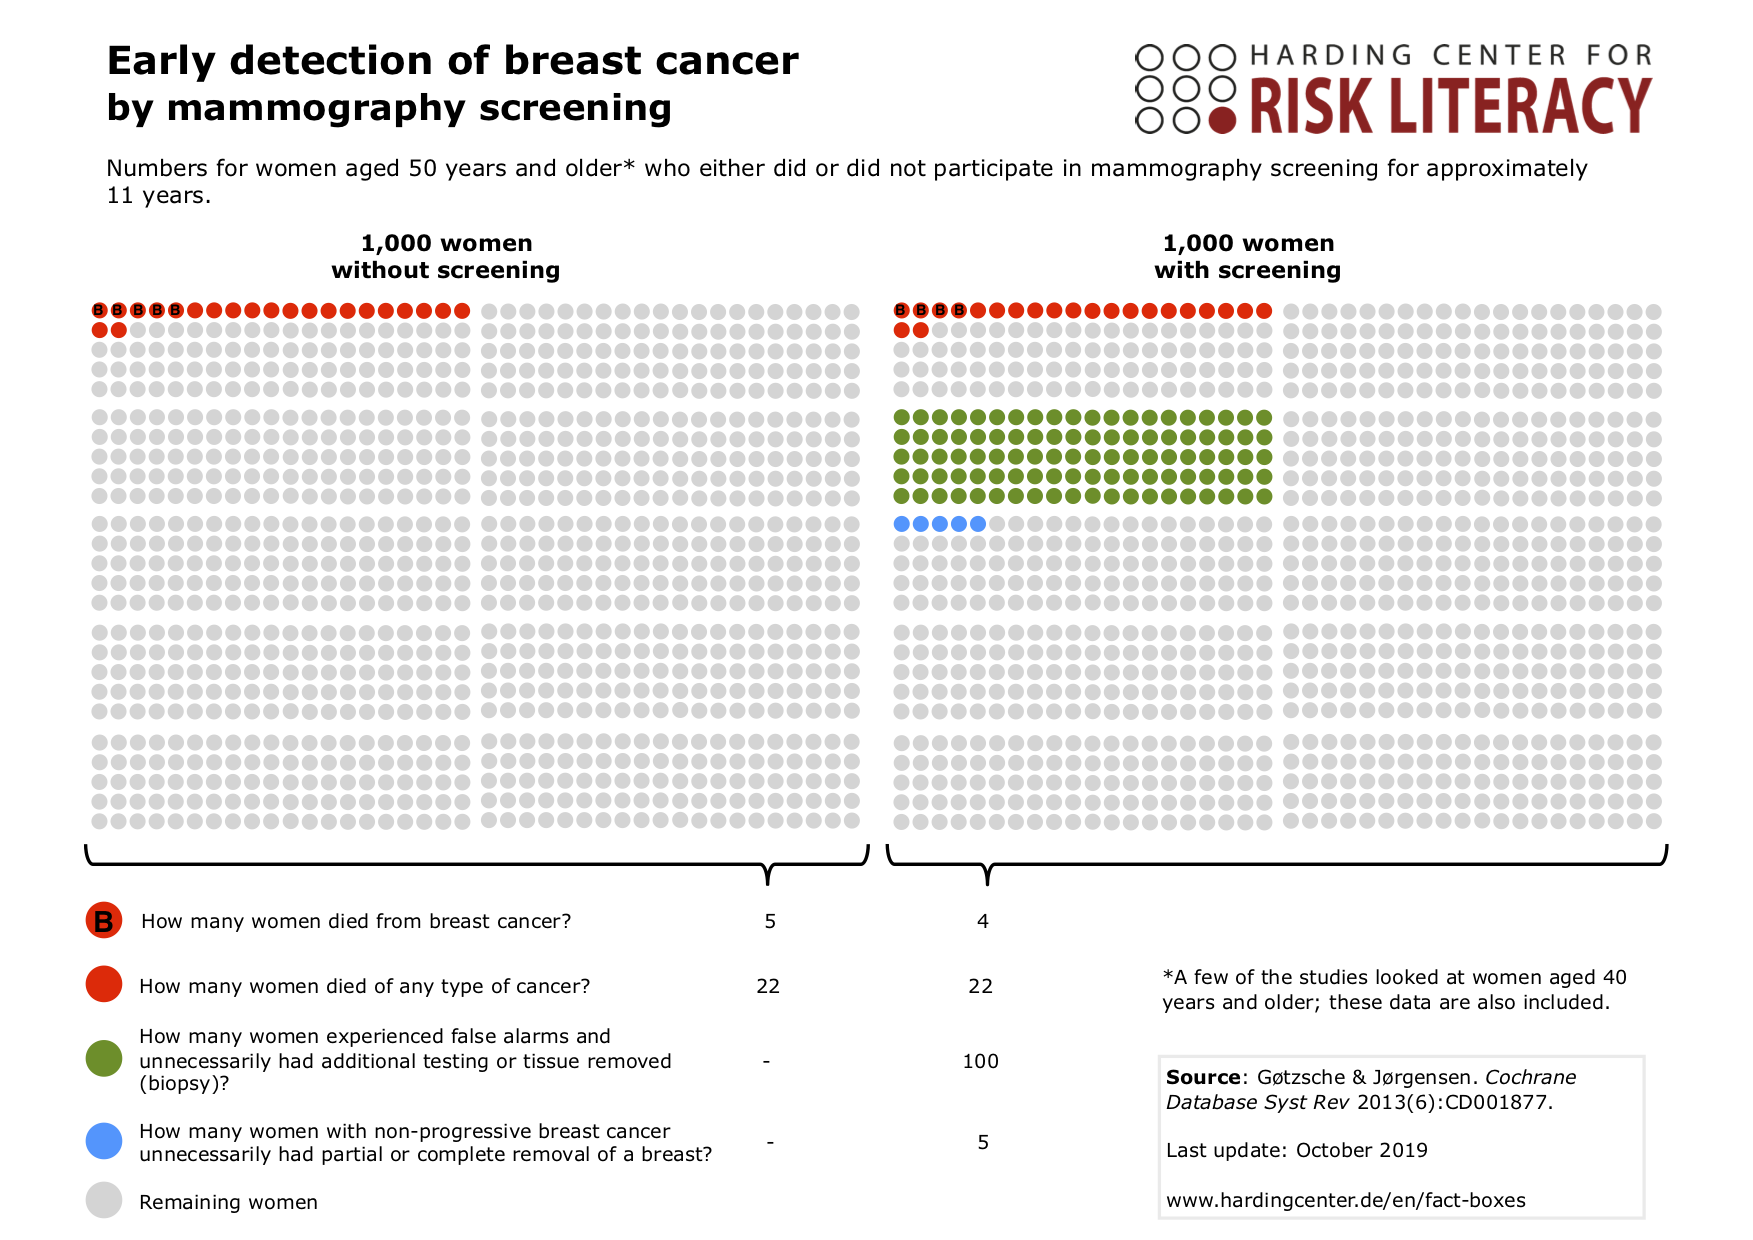 Early detection of breast cancer
by mammography screening
HARDING CENTER FOR
RISK LITERACY
Numbers for women aged 50 years and older* who either did or did not participate in mammography screening for approximately
11 years.
1,000 women
without screening
1,000 women
with screening
B B B B B
B B B B
B How many women died from breast cancer? 5 4
How many women died of any type of cancer? 22 22
How many women experienced false alarms and
unnecessarily had additional testing or tissue removed
(biopsy)?
- 100
How many women with non-progressive breast cancer
unnecessarily had partial or complete removal of a breast?
- 5
Remaining women
*A few of the studies looked at women aged 40
years and older; these data are also included.
Source: Gøtzsche & Jørgensen. Cochrane
Database Syst Rev 2013(6):CD001877.
Last update: October 2019
www.hardingcenter.de/en/fact-boxes